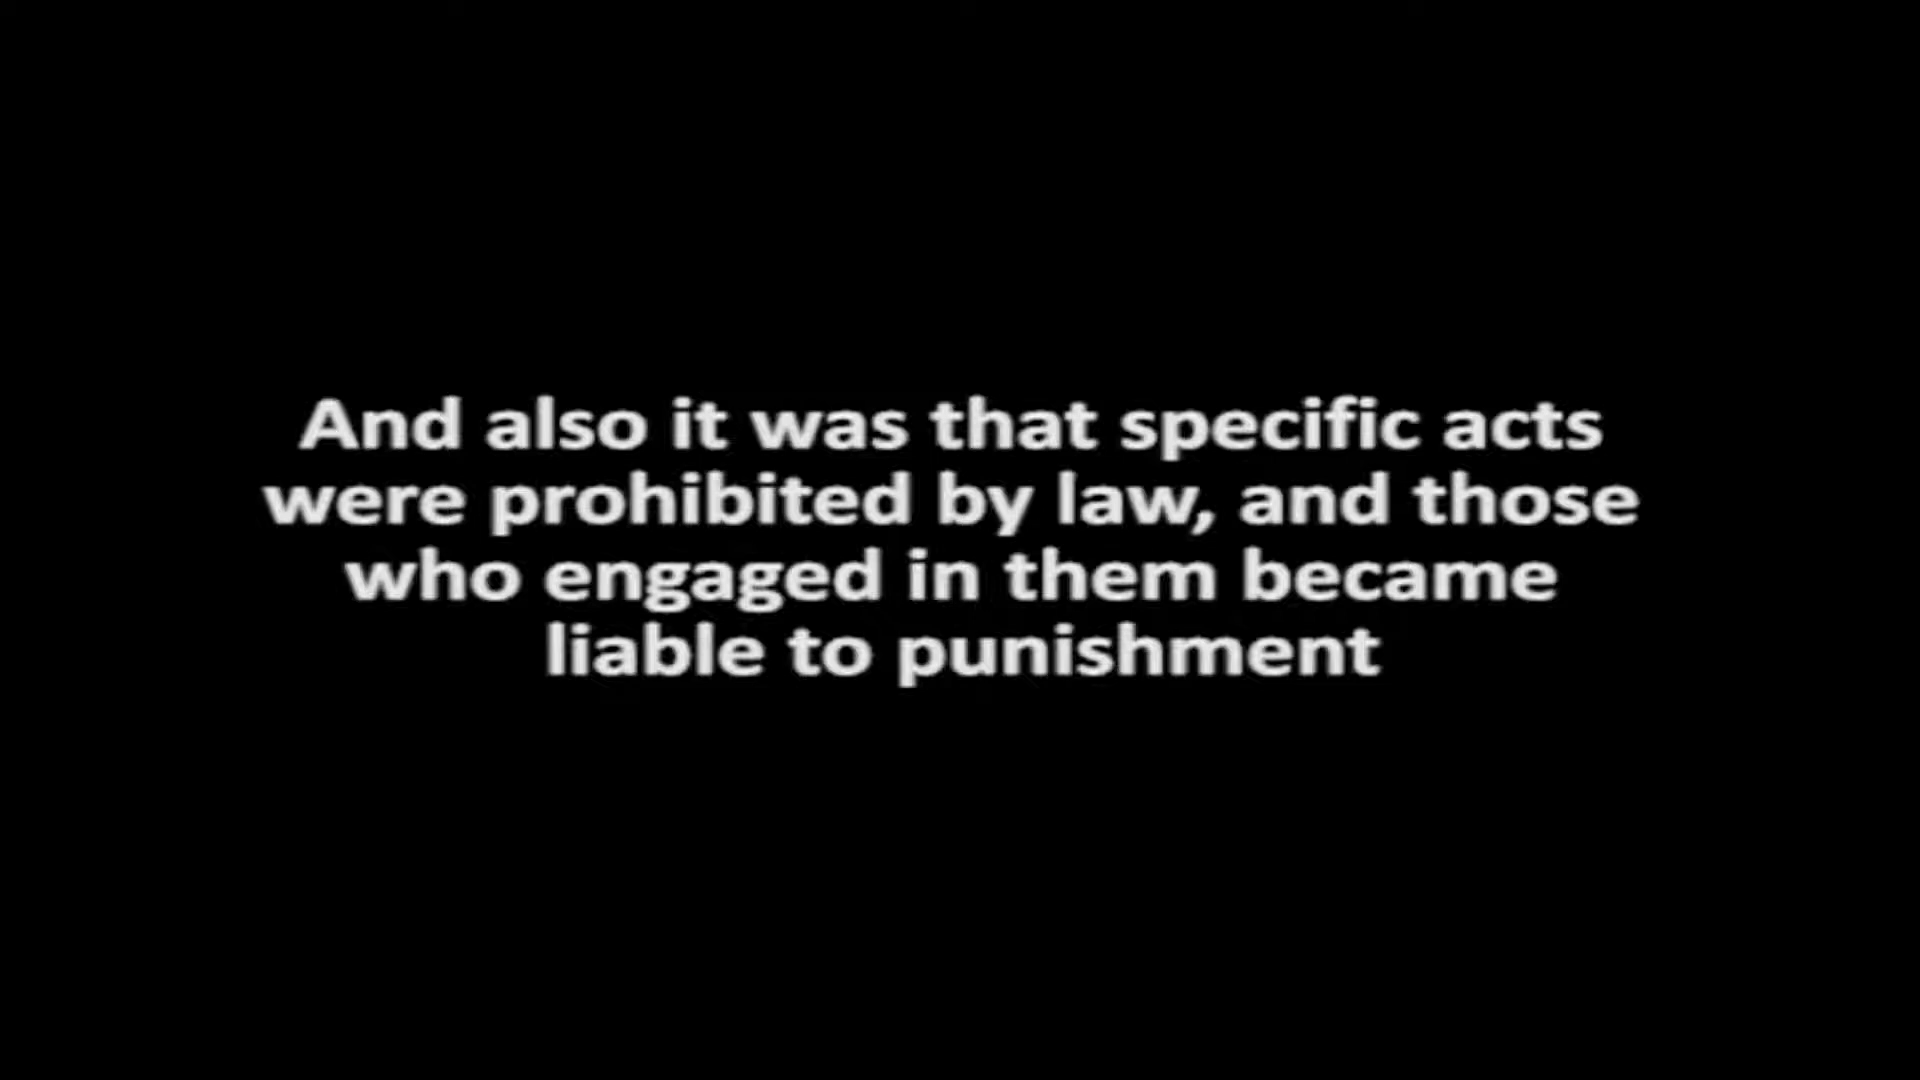 And also it was that specific acts
were prohibited by law, and those
who engaged in them became
liable to punishment